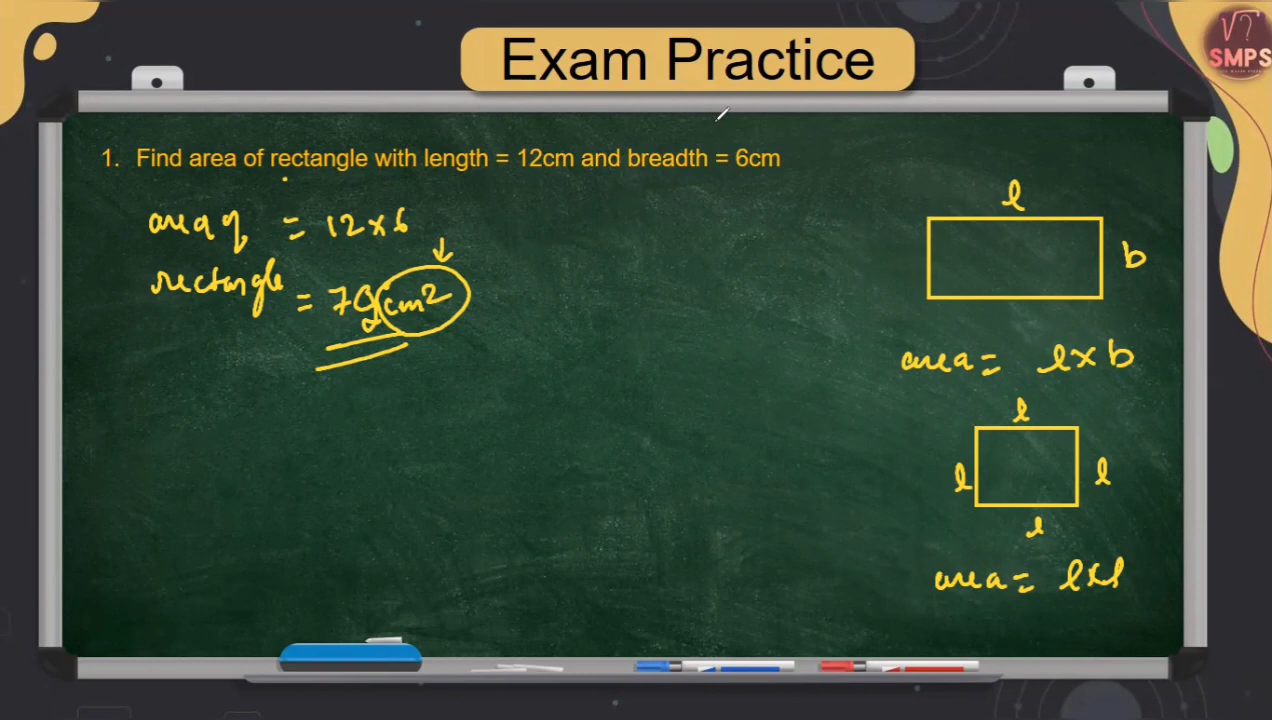 Exam Practice
√?
SMPS
1. Find area of rectangle with length = 12cm and breadth = 6cm
area of = 12 × 6
rectangle
= 72 cm²
l
b
area = l × b
l
l
l
l
area = l × l